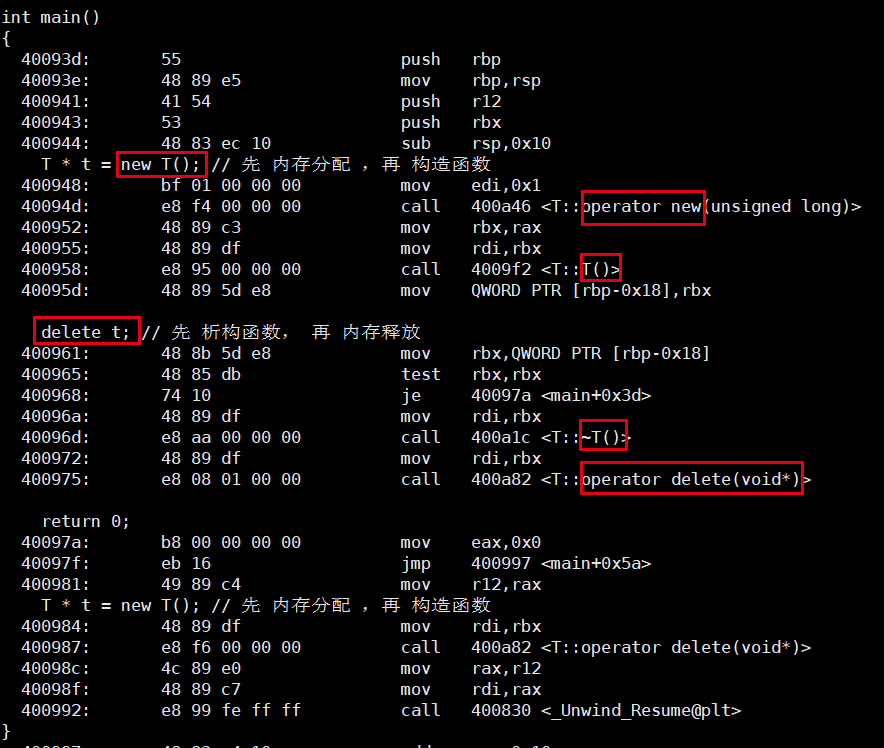 int main()
{
40093d: 55 push rbp
40093e: 48 89 e5 mov rbp,rsp
400941: 41 54 push r12
400943: 53 push rbx
400944: 48 83 ec 10 sub rsp,0x10
T * t = new T(); // 先 内存分配 ，再 构造函数
400948: bf 01 00 00 00 mov edi,0x1
40094d: e8 f4 00 00 00 call 400a46 <T::operator new(unsigned long)>
400952: 48 89 c3 mov rbx,rax
400955: 48 89 df mov rdi,rbx
400958: e8 95 00 00 00 call 4009f2 <T::T()>
40095d: 48 89 5d e8 mov QWORD PTR [rbp-0x18],rbx
delete t; // 先 析构函数， 再 内存释放
400961: 48 8b 5d e8 mov rbx,QWORD PTR [rbp-0x18]
400965: 48 85 db test rbx,rbx
400968: 74 10 je 40097a <main+0x3d>
40096a: 48 89 df mov rdi,rbx
40096d: e8 aa 00 00 00 call 400a1c <T::~T()>
400972: 48 89 df mov rdi,rbx
400975: e8 08 01 00 00 call 400a82 <T::operator delete(void*)>
return 0;
40097a: b8 00 00 00 00 mov eax,0x0
40097f: eb 16 jmp 400997 <main+0x5a>
400981: 49 89 c4 mov r12,rax
T * t = new T(); // 先 内存分配 ，再 构造函数
400984: 48 89 df mov rdi,rbx
400987: e8 f6 00 00 00 call 400a82 <T::operator delete(void*)>
40098c: 4c 89 e0 mov rax,r12
40098f: 48 89 c7 mov rdi,rax
400992: e8 99 fe ff ff call 400830 <_Unwind_Resume@plt>
}